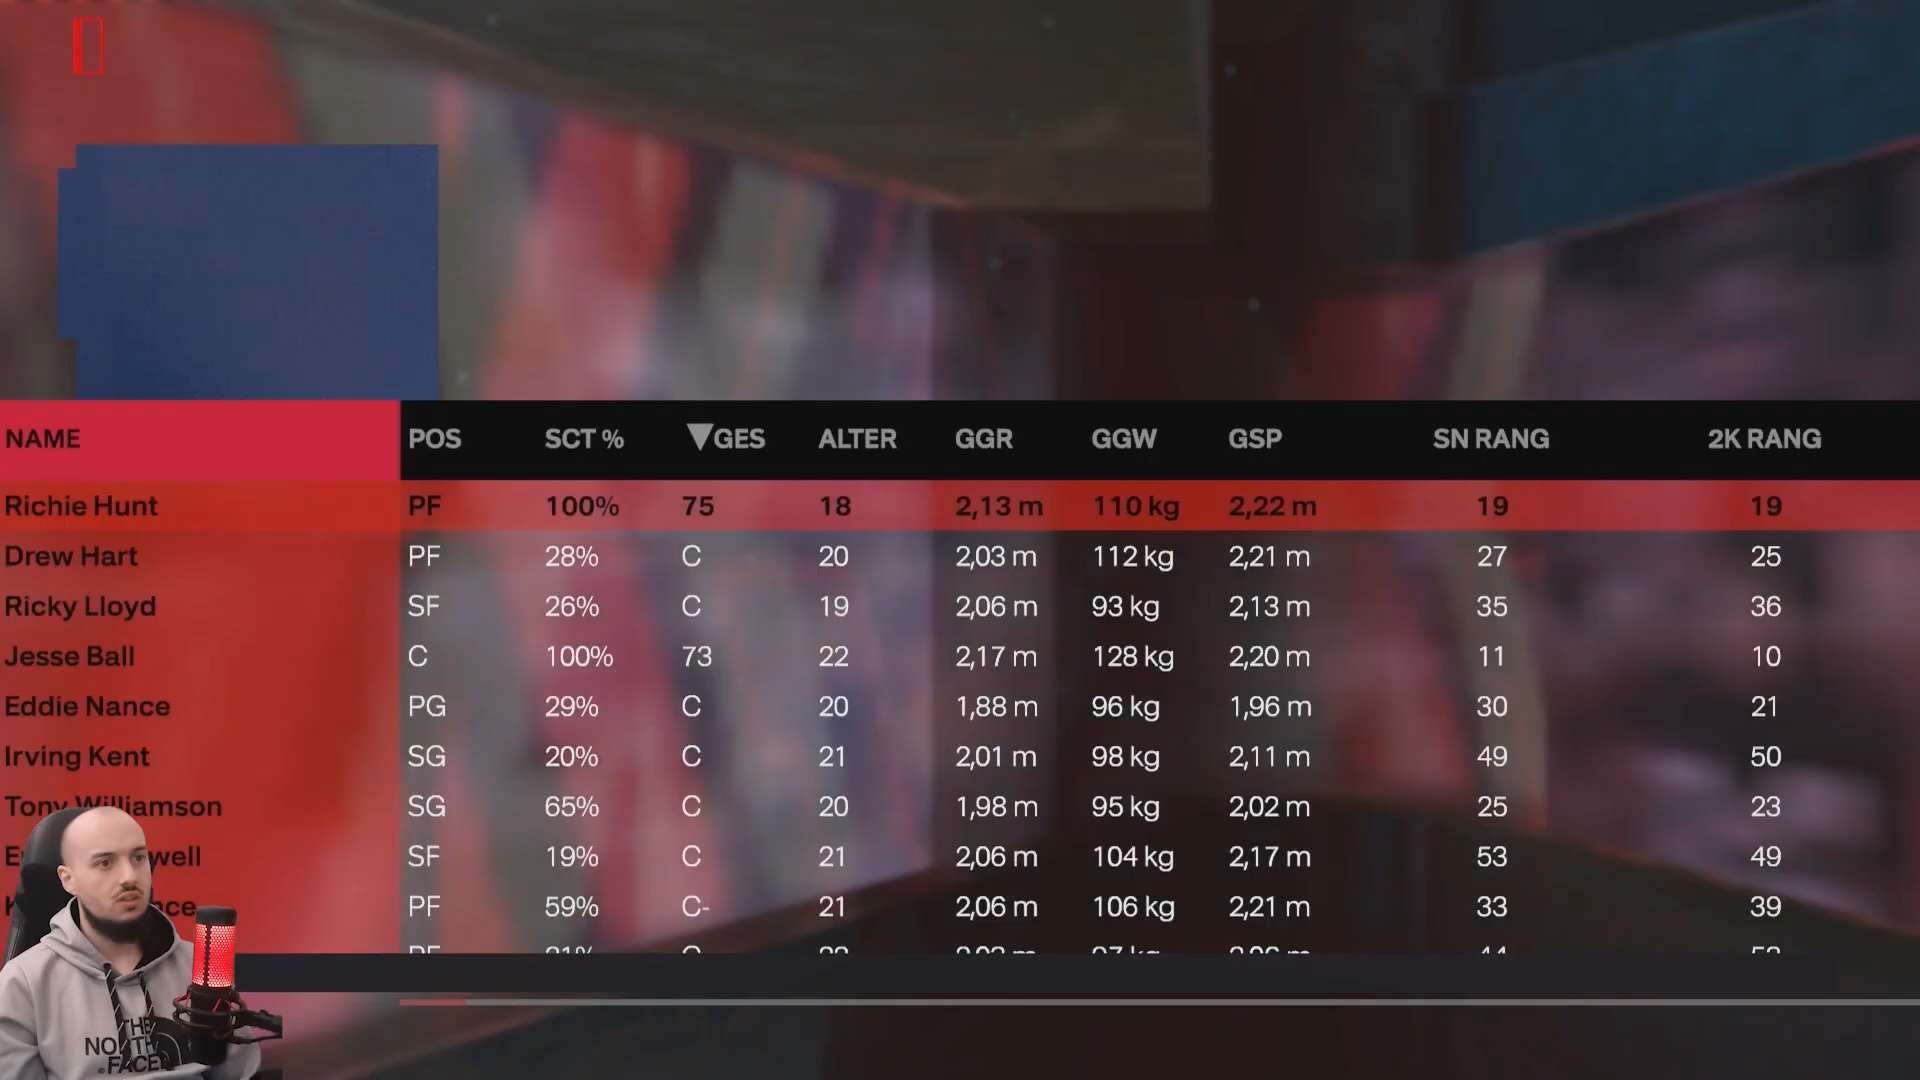 NAME POS SCT % ▼GES ALTER GGR GGW GSP SN RANG 2K RANG
Richie Hunt PF 100% 75 18 2,13 m 110 kg 2,22 m 19 19
Drew Hart PF 28% C 20 2,03 m 112 kg 2,21 m 27 25
Ricky Lloyd SF 26% C 19 2,06 m 93 kg 2,13 m 35 36
Jesse Ball C 100% 73 22 2,17 m 128 kg 2,20 m 11 10
Eddie Nance PG 29% C 20 1,88 m 96 kg 1,96 m 30 21
Irving Kent SG 20% C 21 2,01 m 98 kg 2,11 m 49 50
Tony Williamson SG 65% C 20 1,98 m 95 kg 2,02 m 25 23
SF 19% C 21 2,06 m 104 kg 2,17 m 53 49
PF 59% C- 21 2,06 m 106 kg 2,21 m 33 39
THE
NORTH
FACE